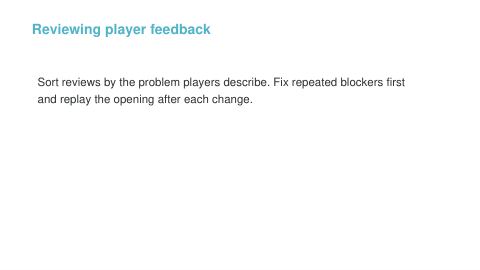 Reviewing player feedback
Sort reviews by the problem players describe. Fix repeated blockers first
and replay the opening after each change.